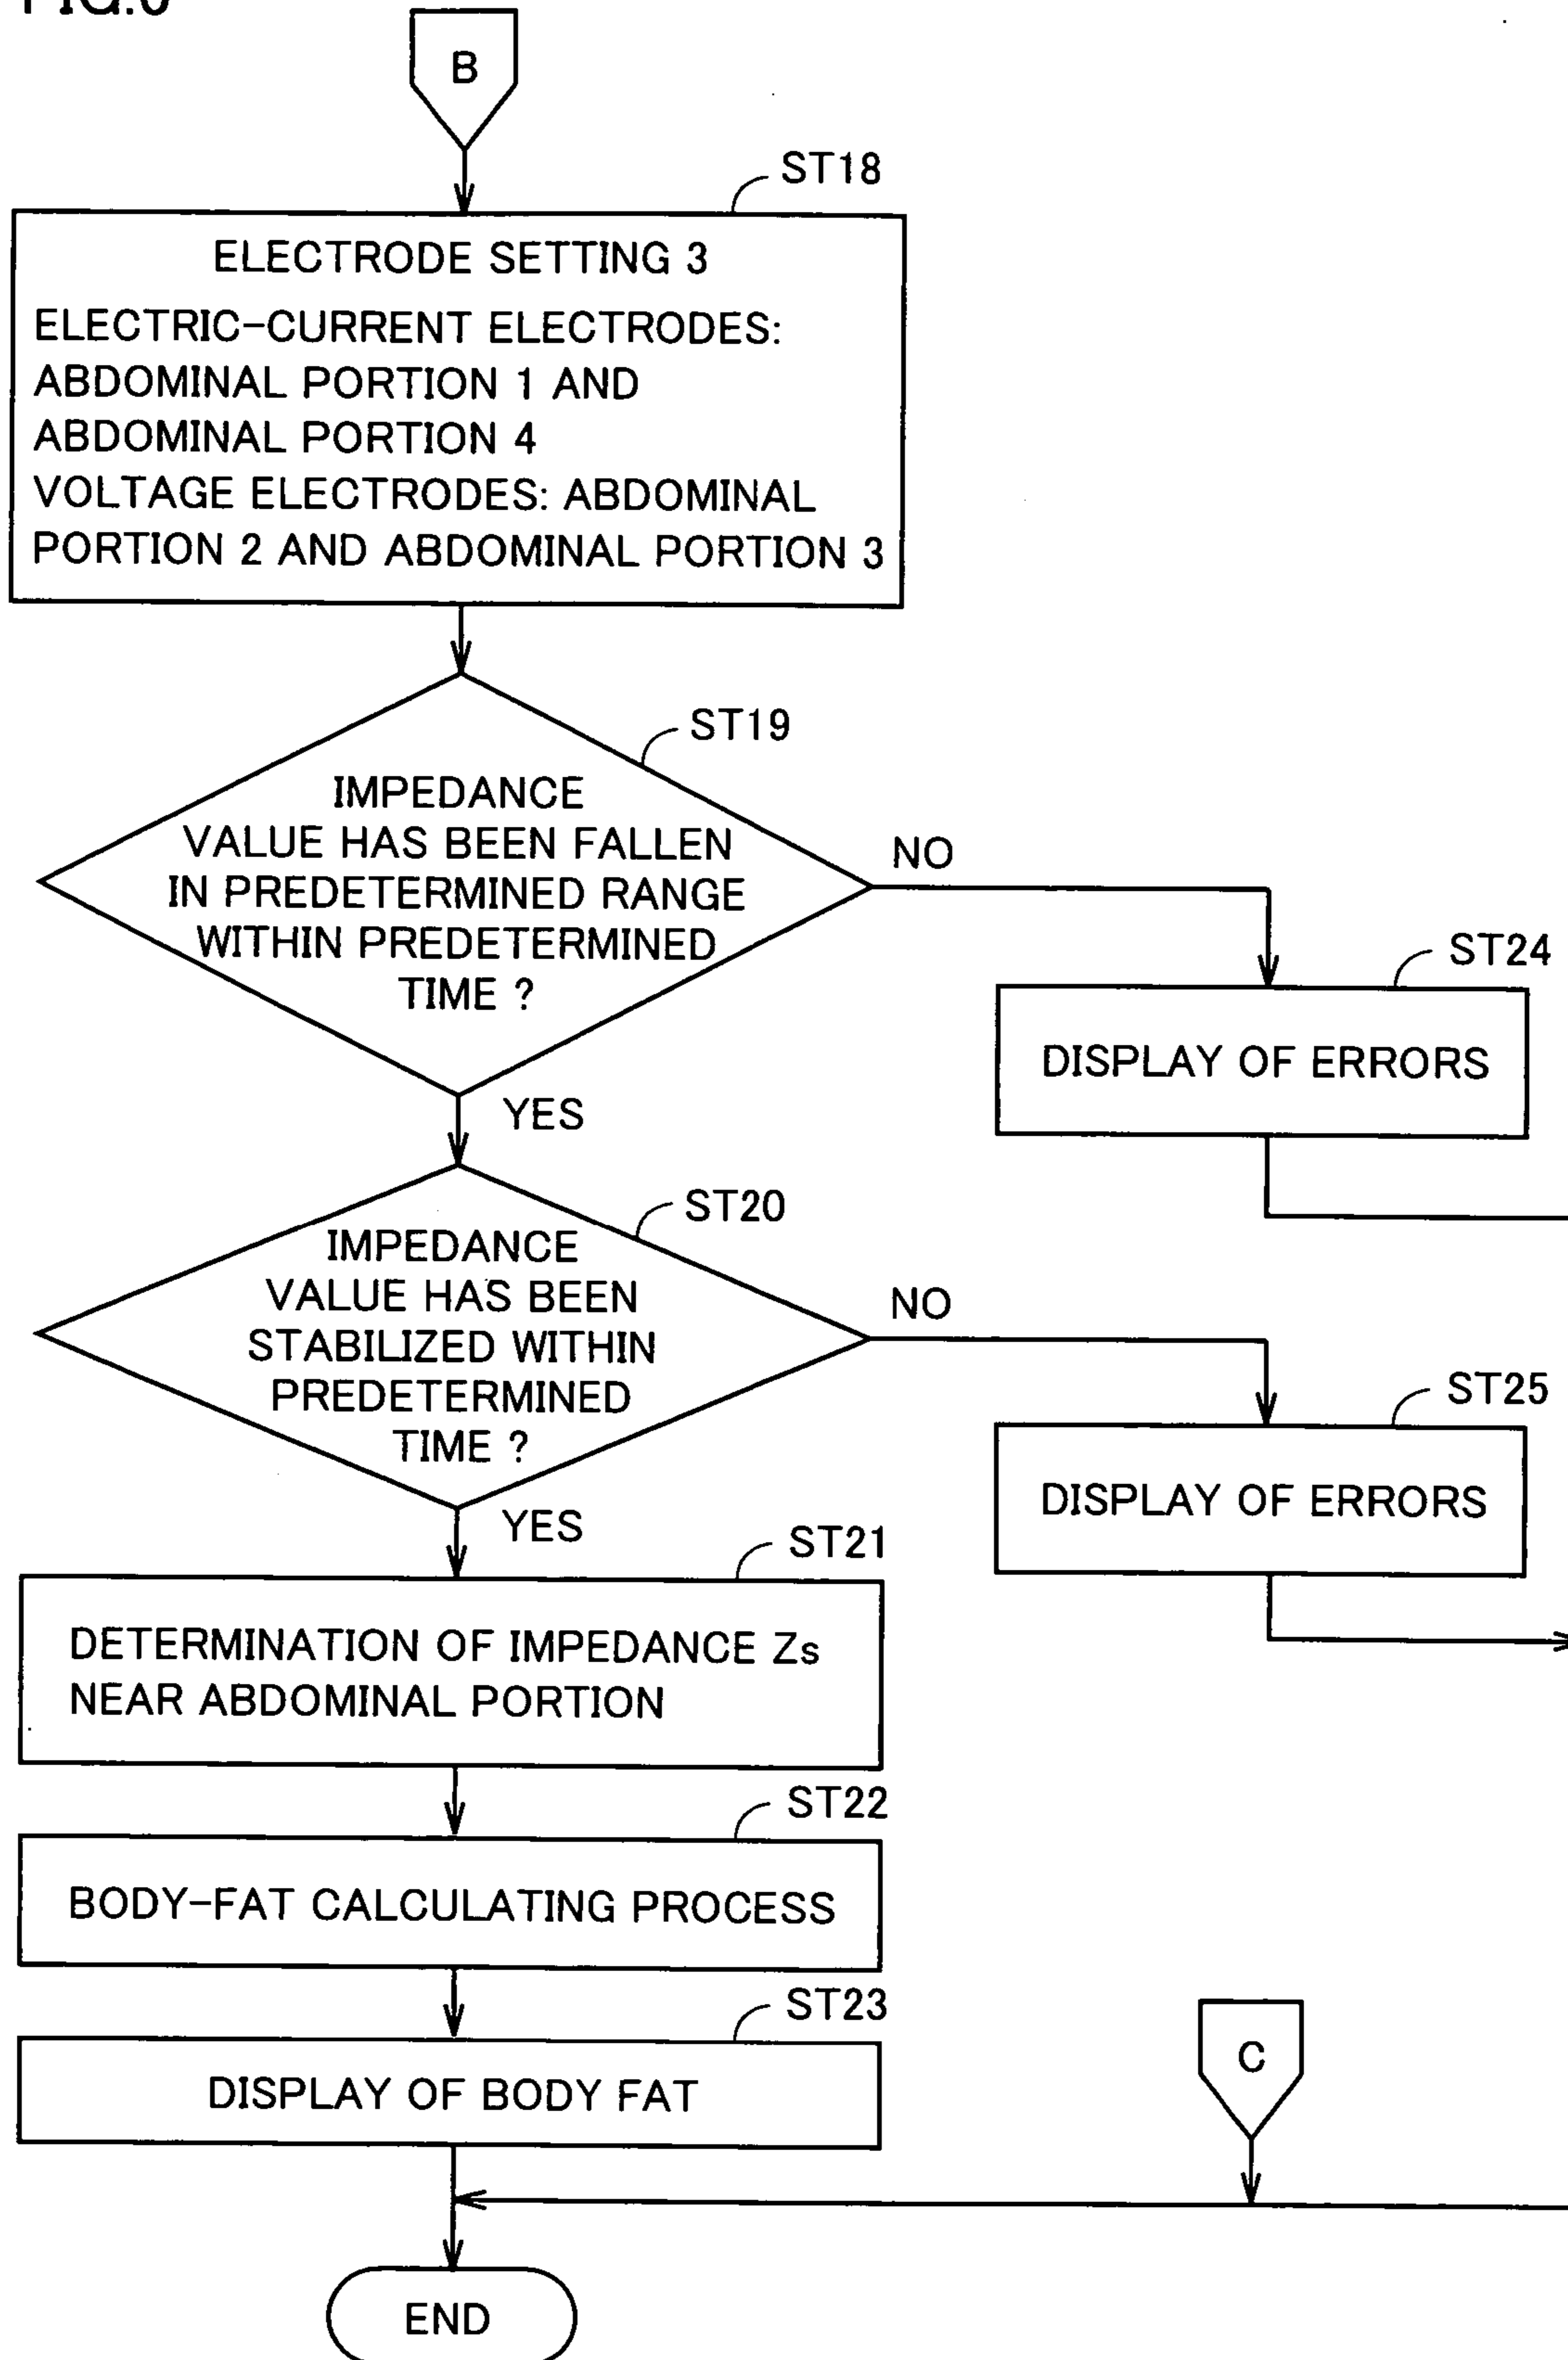 B
ST18
ELECTRODE SETTING 3
ELECTRIC-CURRENT ELECTRODES:
ABDOMINAL PORTION 1 AND
ABDOMINAL PORTION 4
VOLTAGE ELECTRODES: ABDOMINAL
PORTION 2 AND ABDOMINAL PORTION 3
ST19
IMPEDANCE
VALUE HAS BEEN FALLEN
IN PREDETERMINED RANGE
WITHIN PREDETERMINED
TIME ?
NO
ST24
DISPLAY OF ERRORS
YES
ST20
IMPEDANCE
VALUE HAS BEEN
STABILIZED WITHIN
PREDETERMINED
TIME ?
NO
ST25
DISPLAY OF ERRORS
YES
ST21
DETERMINATION OF IMPEDANCE Zs
NEAR ABDOMINAL PORTION
ST22
BODY-FAT CALCULATING PROCESS
ST23
DISPLAY OF BODY FAT
C
END